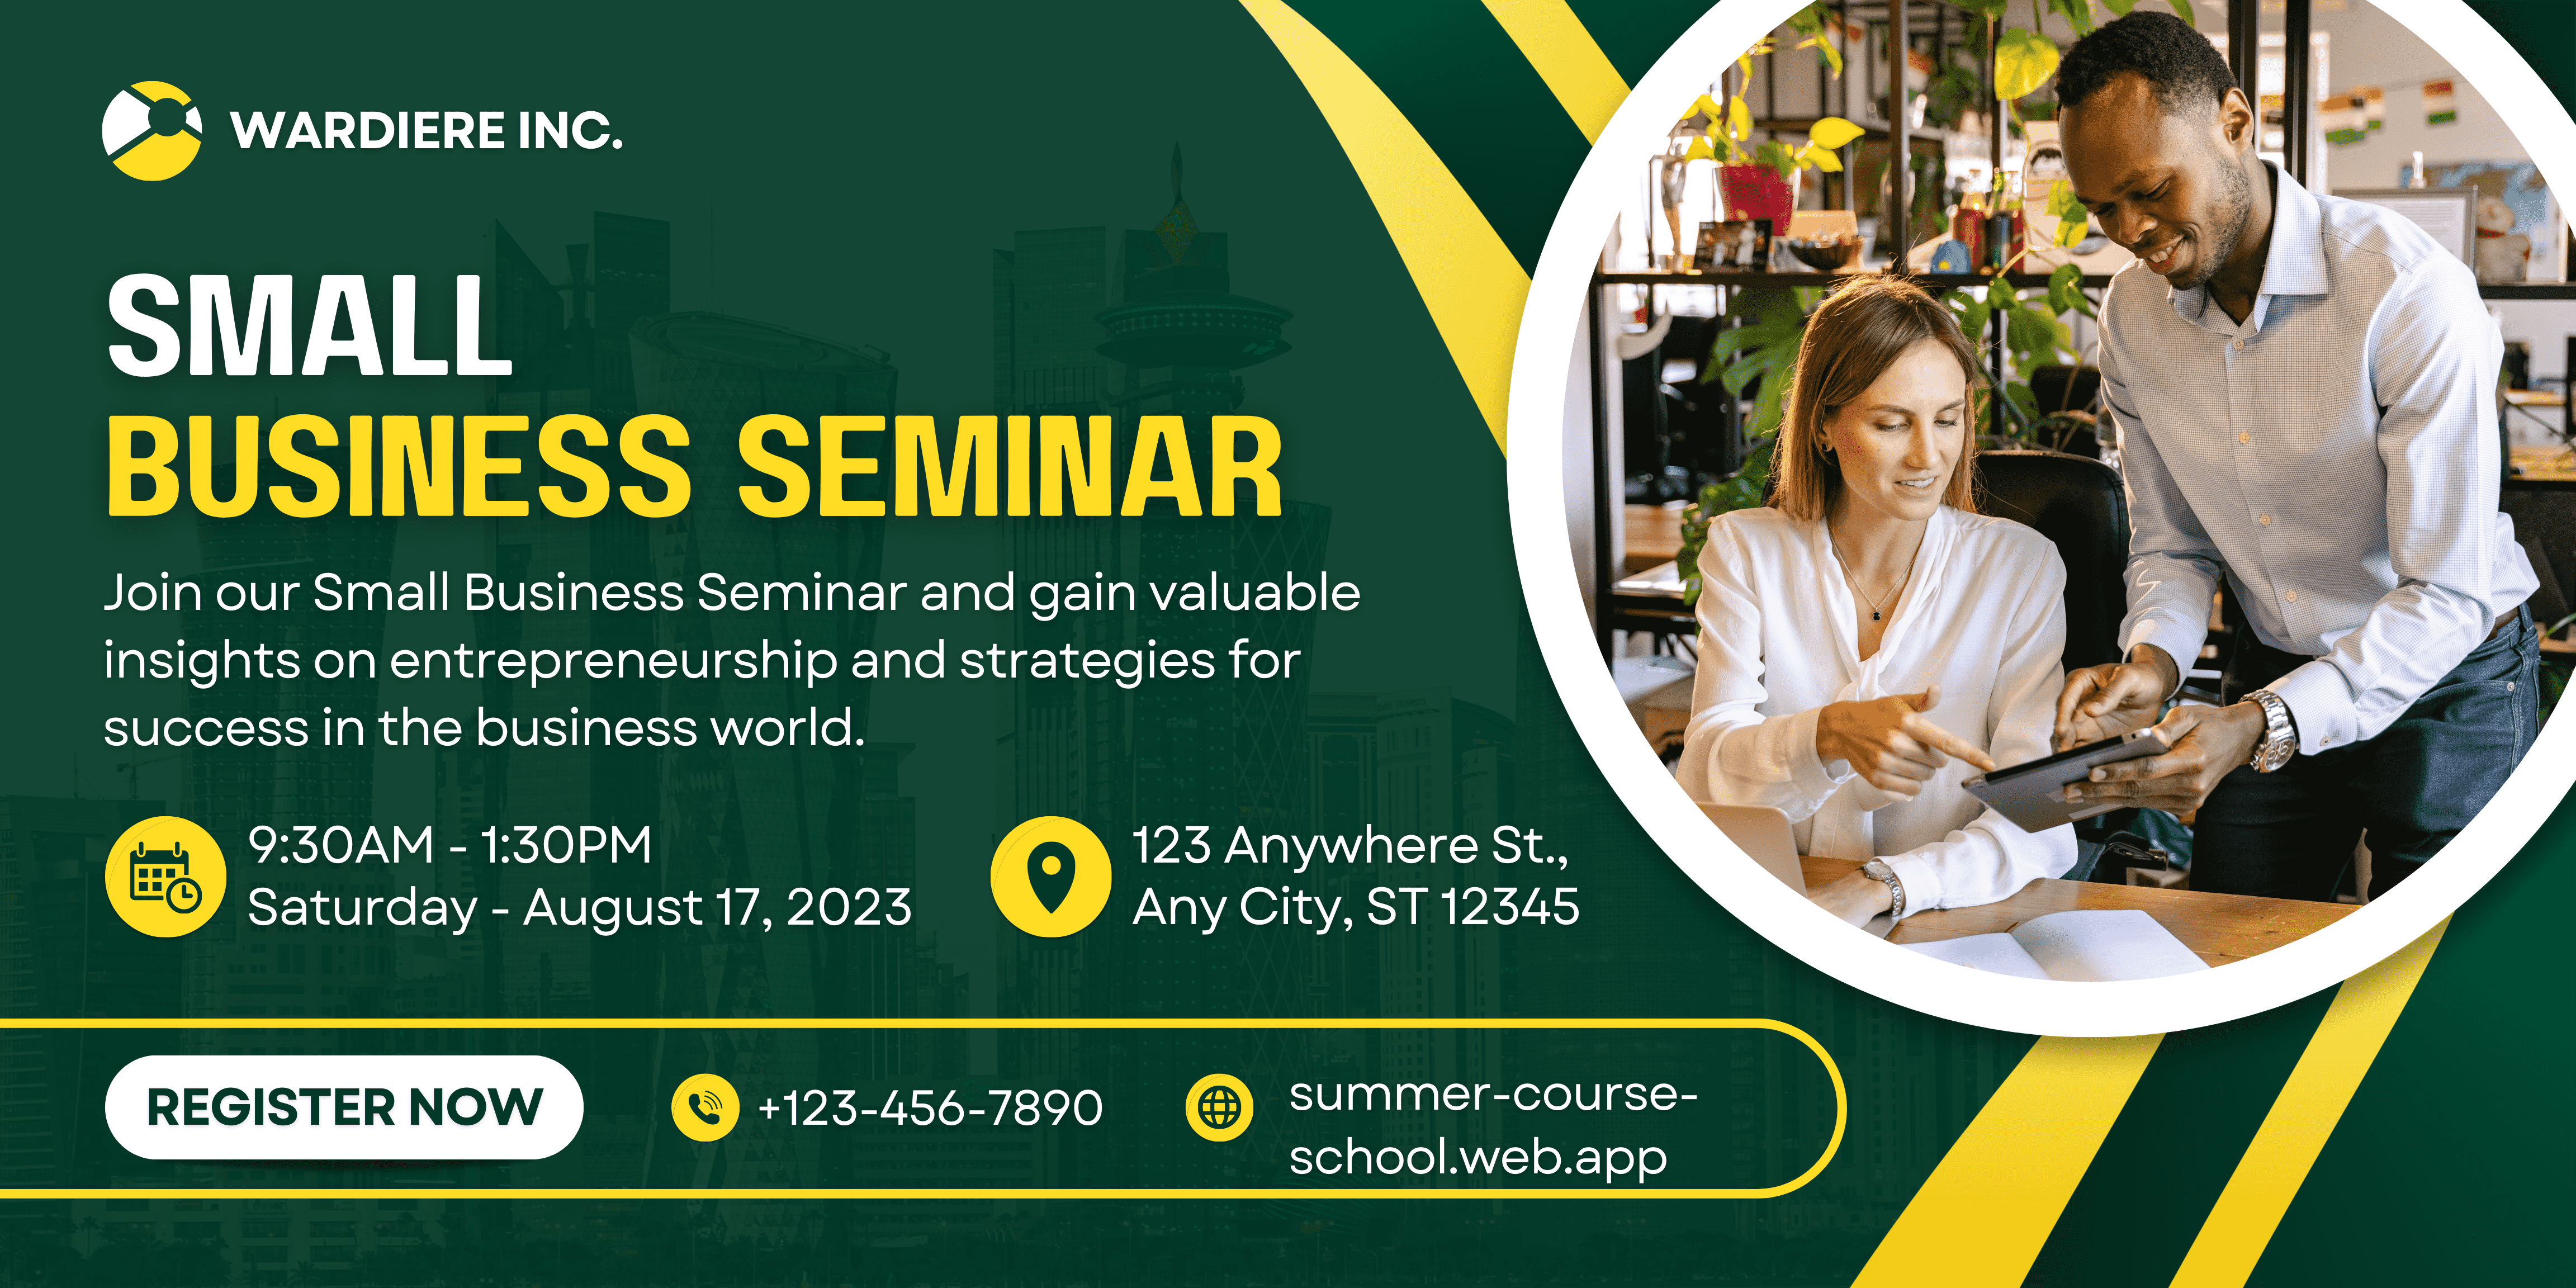 WARDIERE INC.
SMALL
BUSINESS SEMINAR
Join our Small Business Seminar and gain valuable
insights on entrepreneurship and strategies for
success in the business world.
9:30AM - 1:30PM
Saturday - August 17, 2023
123 Anywhere St.,
Any City, ST 12345
REGISTER NOW
+123-456-7890
summer-course-
school.web.app